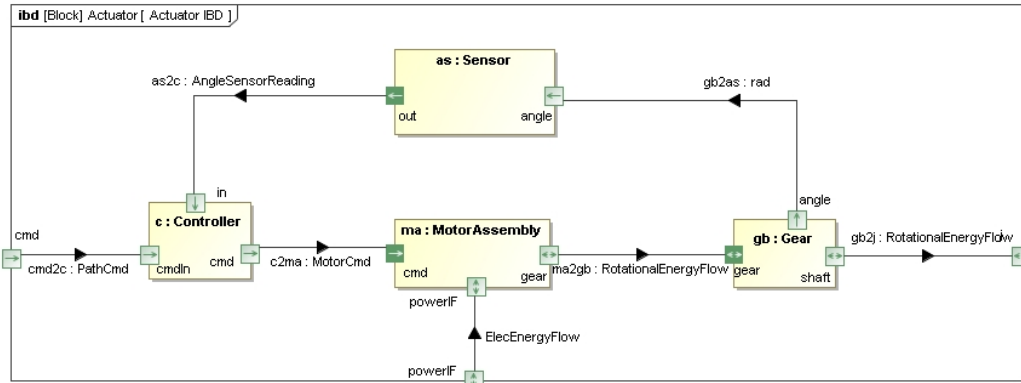 ibd [Block] Actuator [ Actuator IBD ]
as : Sensor
as2c : AngleSensorReading
gb2as : rad
out
angle
in
angle
c : Controller
ma : MotorAssembly
gb : Gear
cmd
gb2j : RotationalEnergyFlow
cmd
cmdIn
cmd2c : PathCmd
c2ma : MotorCmd
cmd
gear
ma2gb : RotationalEnergyFlow
gear
shaft
powerIF
ElecEnergyFlow
powerIF